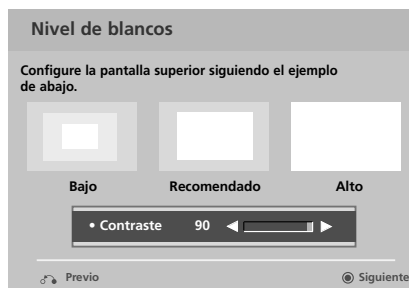 Nivel de blancos
Configure la pantalla superior siguiendo el ejemplo
de abajo.
Bajo Recomendado Alto
• Contraste 90
Previo Siguiente